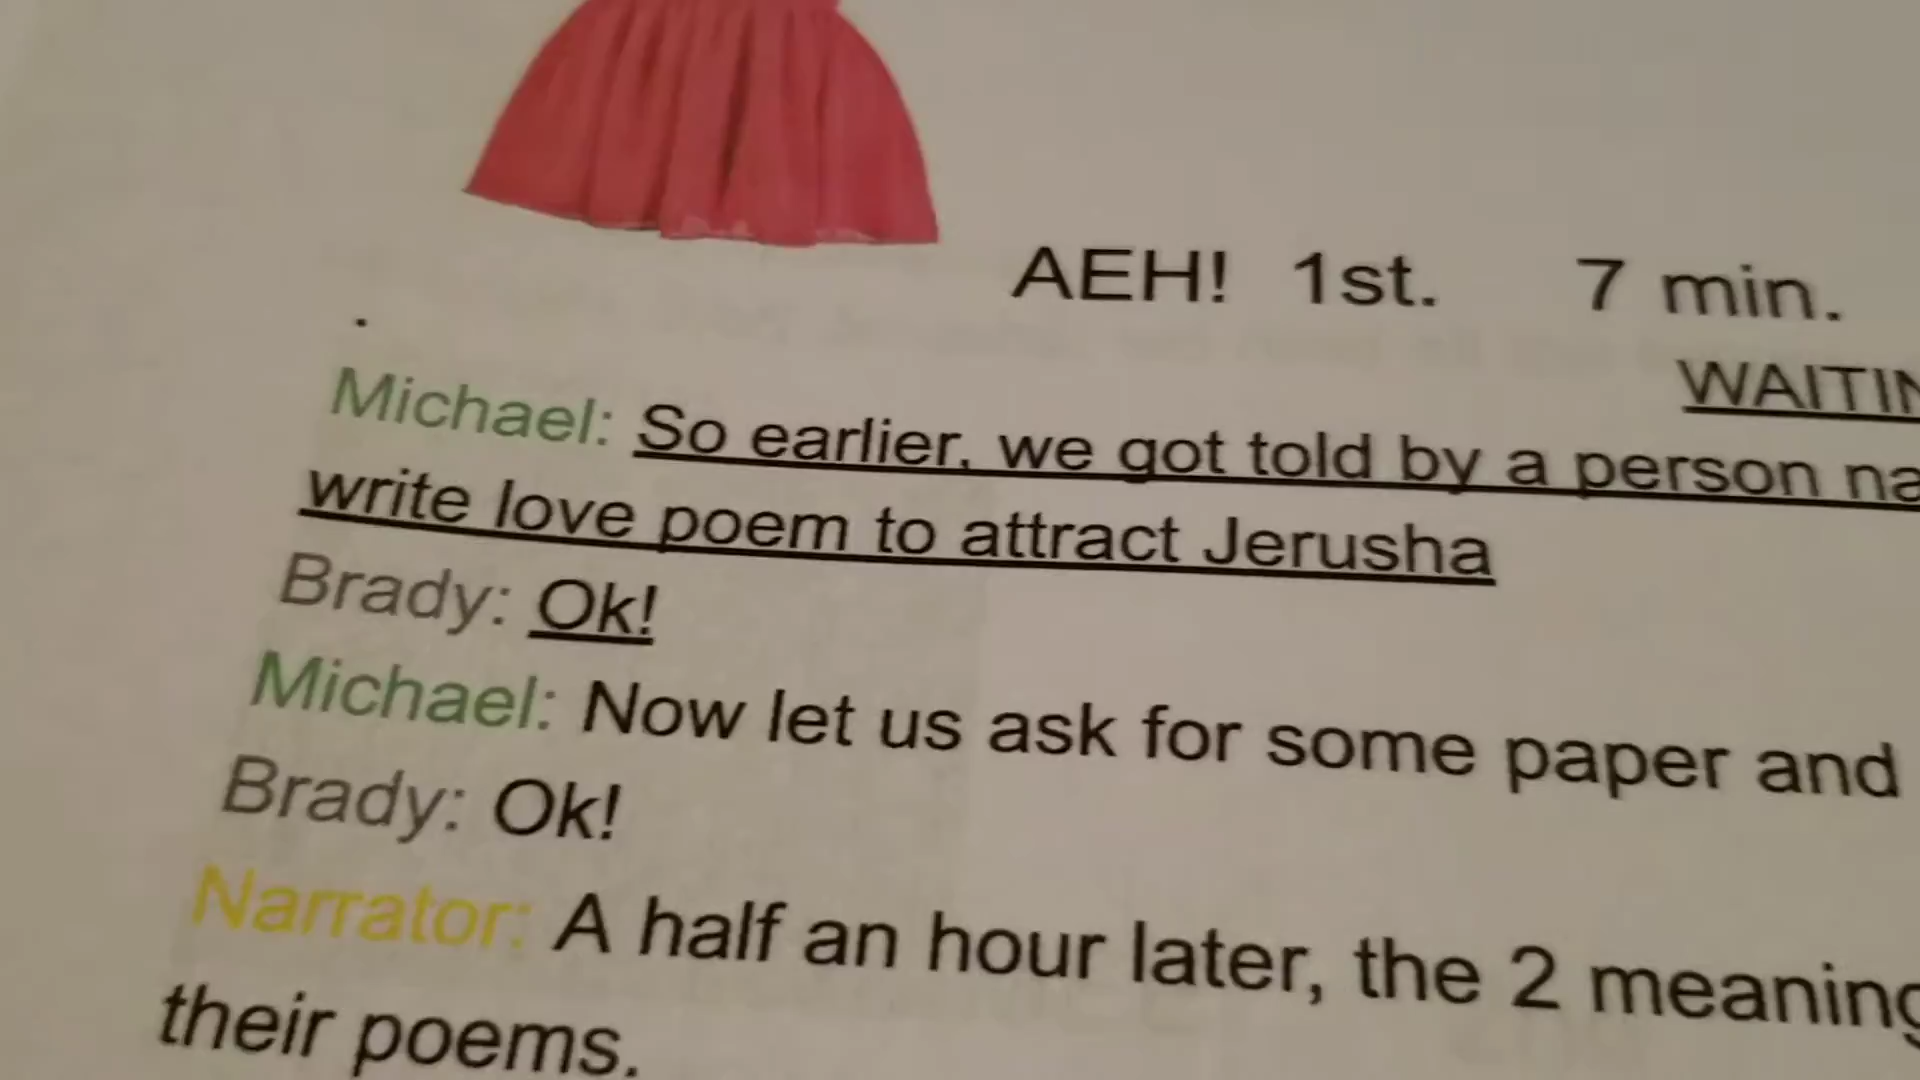 AEH! 1st. 7 min.
.
Michael: So earlier, we got told by a person
write love poem to attract Jerusha
Brady: Ok!
Michael: Now let us ask for some paper and
Brady: Ok!
Narrator: A half an hour later, the 2 meaning
their poems.